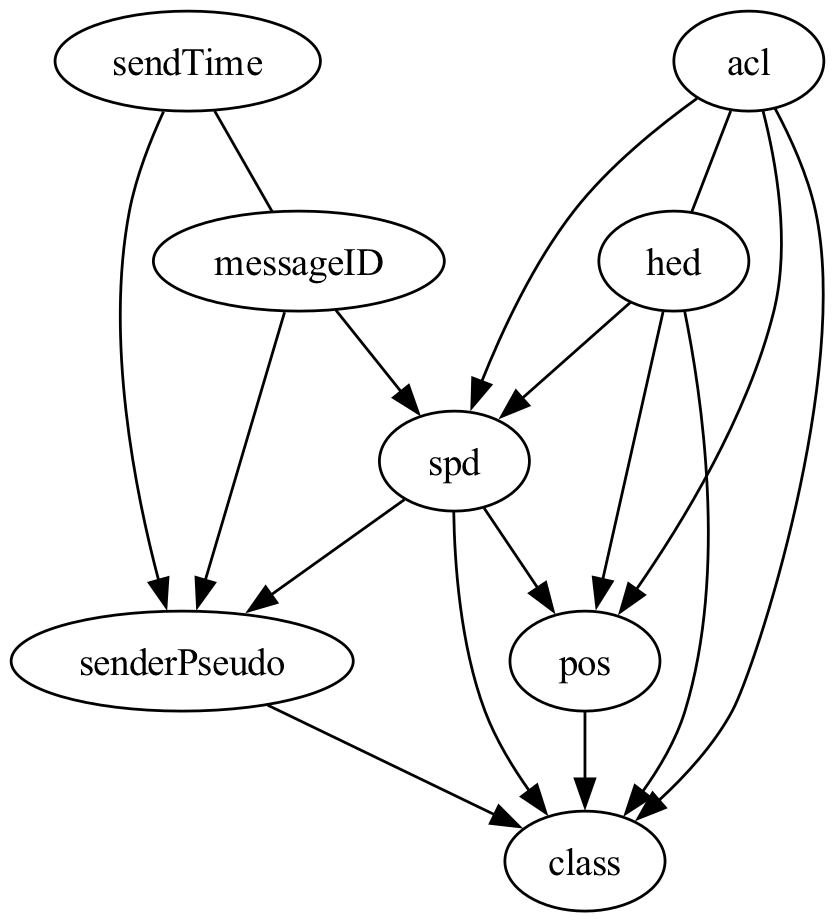 sendTime
acl
messageID
hed
spd
senderPseudo
pos
class